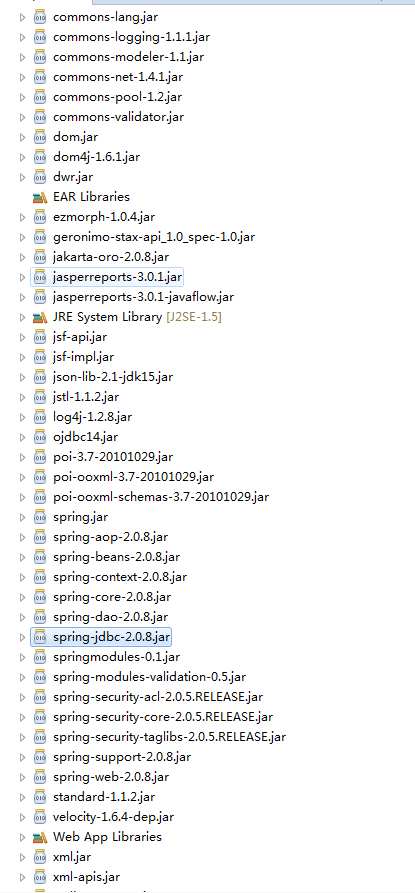 commons-lang.jar
commons-logging-1.1.1.jar
commons-modeler-1.1.jar
commons-net-1.4.1.jar
commons-pool-1.2.jar
commons-validator.jar
dom.jar
dom4j-1.6.1.jar
dwr.jar
EAR Libraries
ezmorph-1.0.4.jar
geronimo-stax-api_1.0_spec-1.0.jar
jakarta-oro-2.0.8.jar
jasperreports-3.0.1.jar
jasperreports-3.0.1-javaflow.jar
JRE System Library [J2SE-1.5]
jsf-api.jar
jsf-impl.jar
json-lib-2.1-jdk15.jar
jstl-1.1.2.jar
log4j-1.2.8.jar
ojdbc14.jar
poi-3.7-20101029.jar
poi-ooxml-3.7-20101029.jar
poi-ooxml-schemas-3.7-20101029.jar
spring.jar
spring-aop-2.0.8.jar
spring-beans-2.0.8.jar
spring-context-2.0.8.jar
spring-core-2.0.8.jar
spring-dao-2.0.8.jar
spring-jdbc-2.0.8.jar
springmodules-0.1.jar
spring-modules-validation-0.5.jar
spring-security-acl-2.0.5.RELEASE.jar
spring-security-core-2.0.5.RELEASE.jar
spring-security-taglibs-2.0.5.RELEASE.jar
spring-support-2.0.8.jar
spring-web-2.0.8.jar
standard-1.1.2.jar
velocity-1.6.4-dep.jar
Web App Libraries
xml.jar
xml-apis.jar